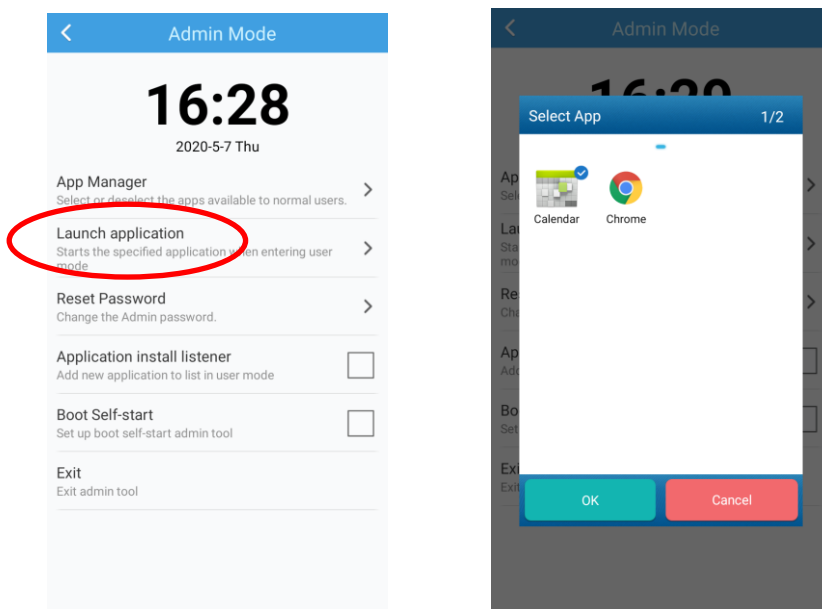 Admin Mode
16:28
2020-5-7 Thu
App Manager
Select or deselect the apps available to normal users.
Launch application
Starts the specified application when entering user
mode
Reset Password
Change the Admin password.
Application install listener
Add new application to list in user mode
Boot Self-start
Set up boot self-start admin tool
Exit
Exit admin tool
Admin Mode
Select App
1/2
Calendar
Chrome
OK
Cancel